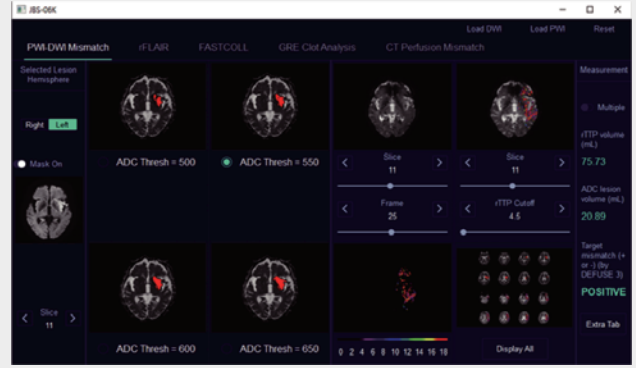 JBS-06K
Load DWI Load PWI Reset
PWI-DWI Mismatch rFLAIR FASTCOLL GRE Clot Analysis CT Perfusion Mismatch
Selected Lesion
Hemisphere
Right Left
Mask On
Slice
11
ADC Thresh = 500
ADC Thresh = 550
ADC Thresh = 600
ADC Thresh = 650
Slice
11
Slice
11
Frame
25
rTTP Cutoff
4.5
0 2 4 6 8 10 12 14 16 18
Display All
Measurement
Multiple
rTTP volume
(mL)
75.73
ADC lesion
volume (mL)
20.89
Target
mismatch (+
or -) (by
DEFUSE 3)
POSITIVE
Extra Tab